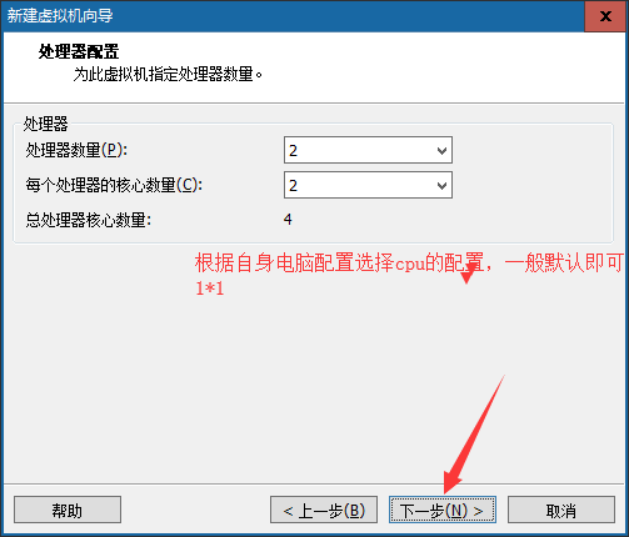 新建虚拟机向导
x
处理器配置
为此虚拟机指定处理器数量。
处理器
处理器数量(P): 2
每个处理器的核心数量(C): 2
总处理器核心数量: 4
根据自身电脑配置选择cpu的配置，一般默认即可
1*1
帮助 < 上一步(B) 下一步(N) > 取消